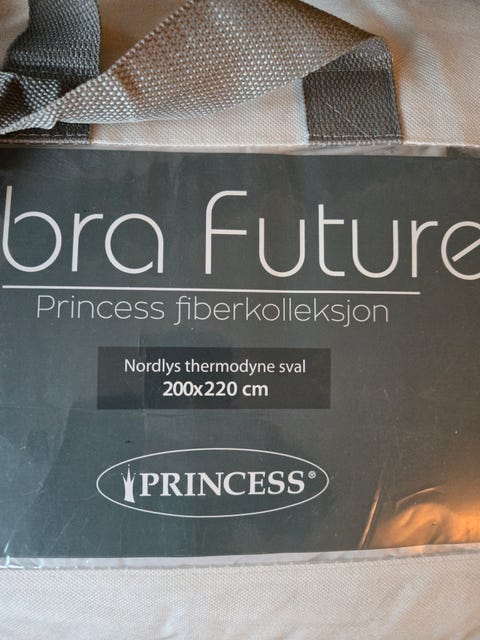 bra Future
Princess fiberkolleksjon
Nordlys thermodyne sval
200x220 cm
PRINCESS®